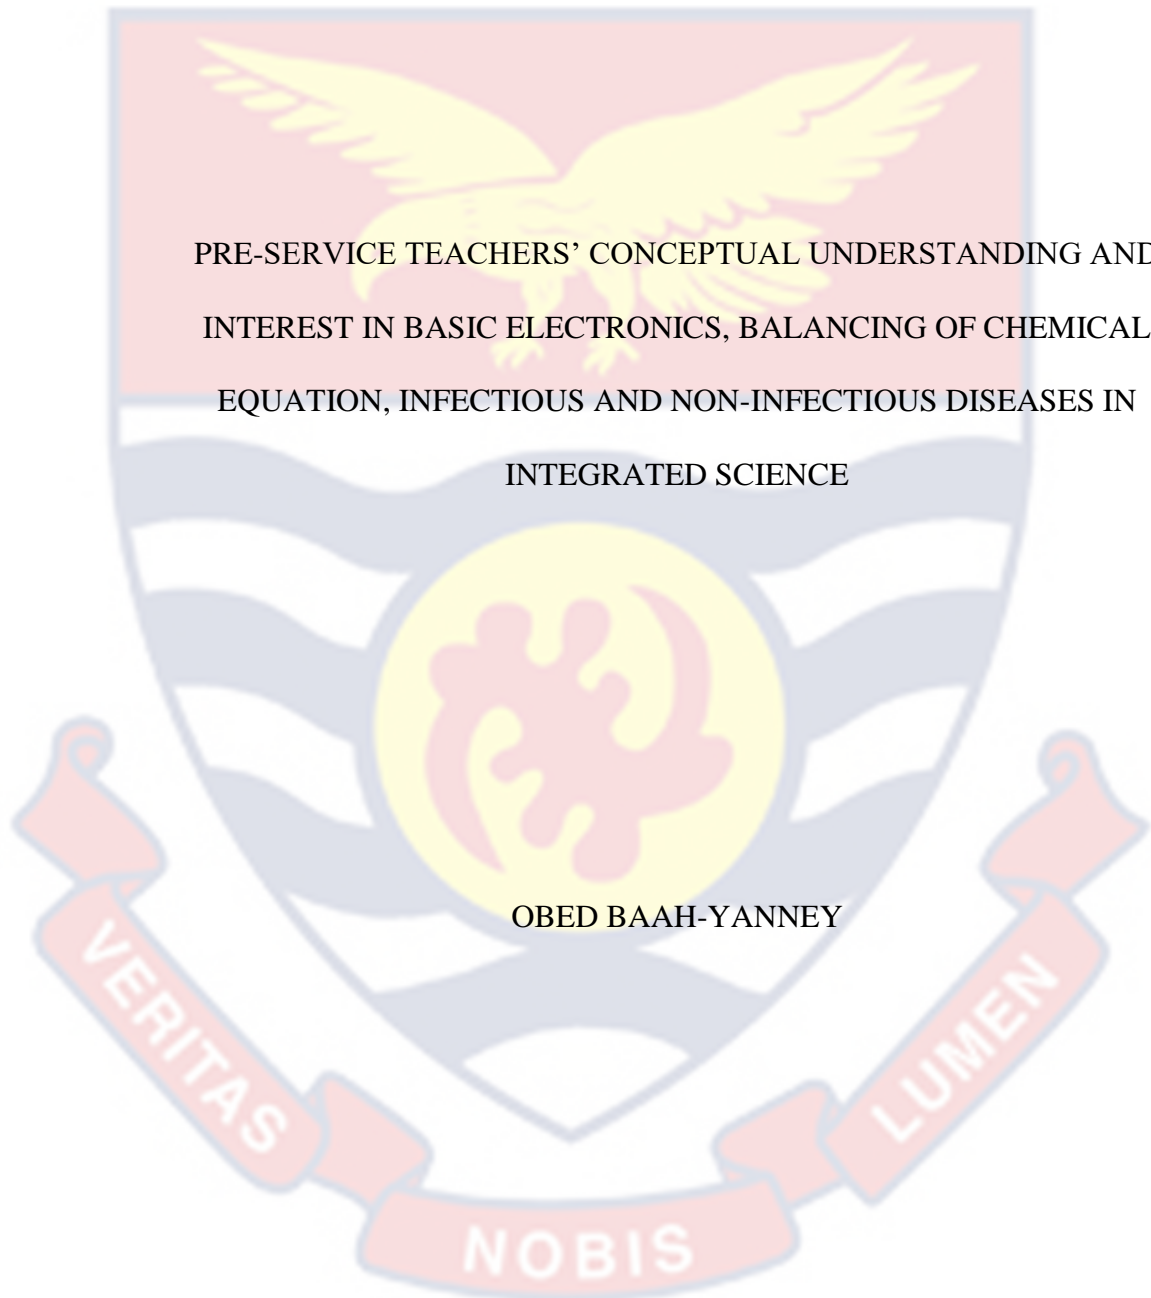 PRE-SERVICE TEACHERS’ CONCEPTUAL UNDERSTANDING AND
INTEREST IN BASIC ELECTRONICS, BALANCING OF CHEMICAL
EQUATION, INFECTIOUS AND NON-INFECTIOUS DISEASES IN
INTEGRATED SCIENCE
OBED BAAH-YANNEY
VERITAS
NOBIS
LUMEN